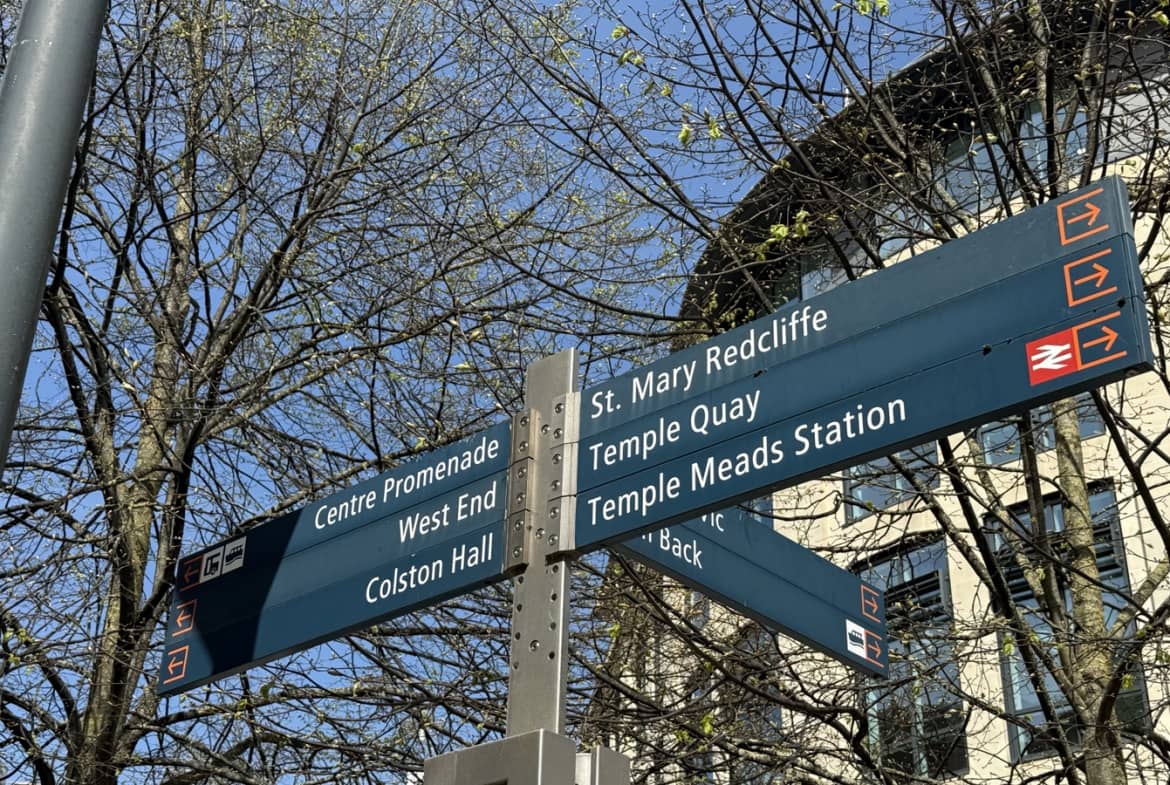 Centre Promenade
West End
Colston Hall
St. Mary Redcliffe
Temple Quay
Temple Meads Station
Back